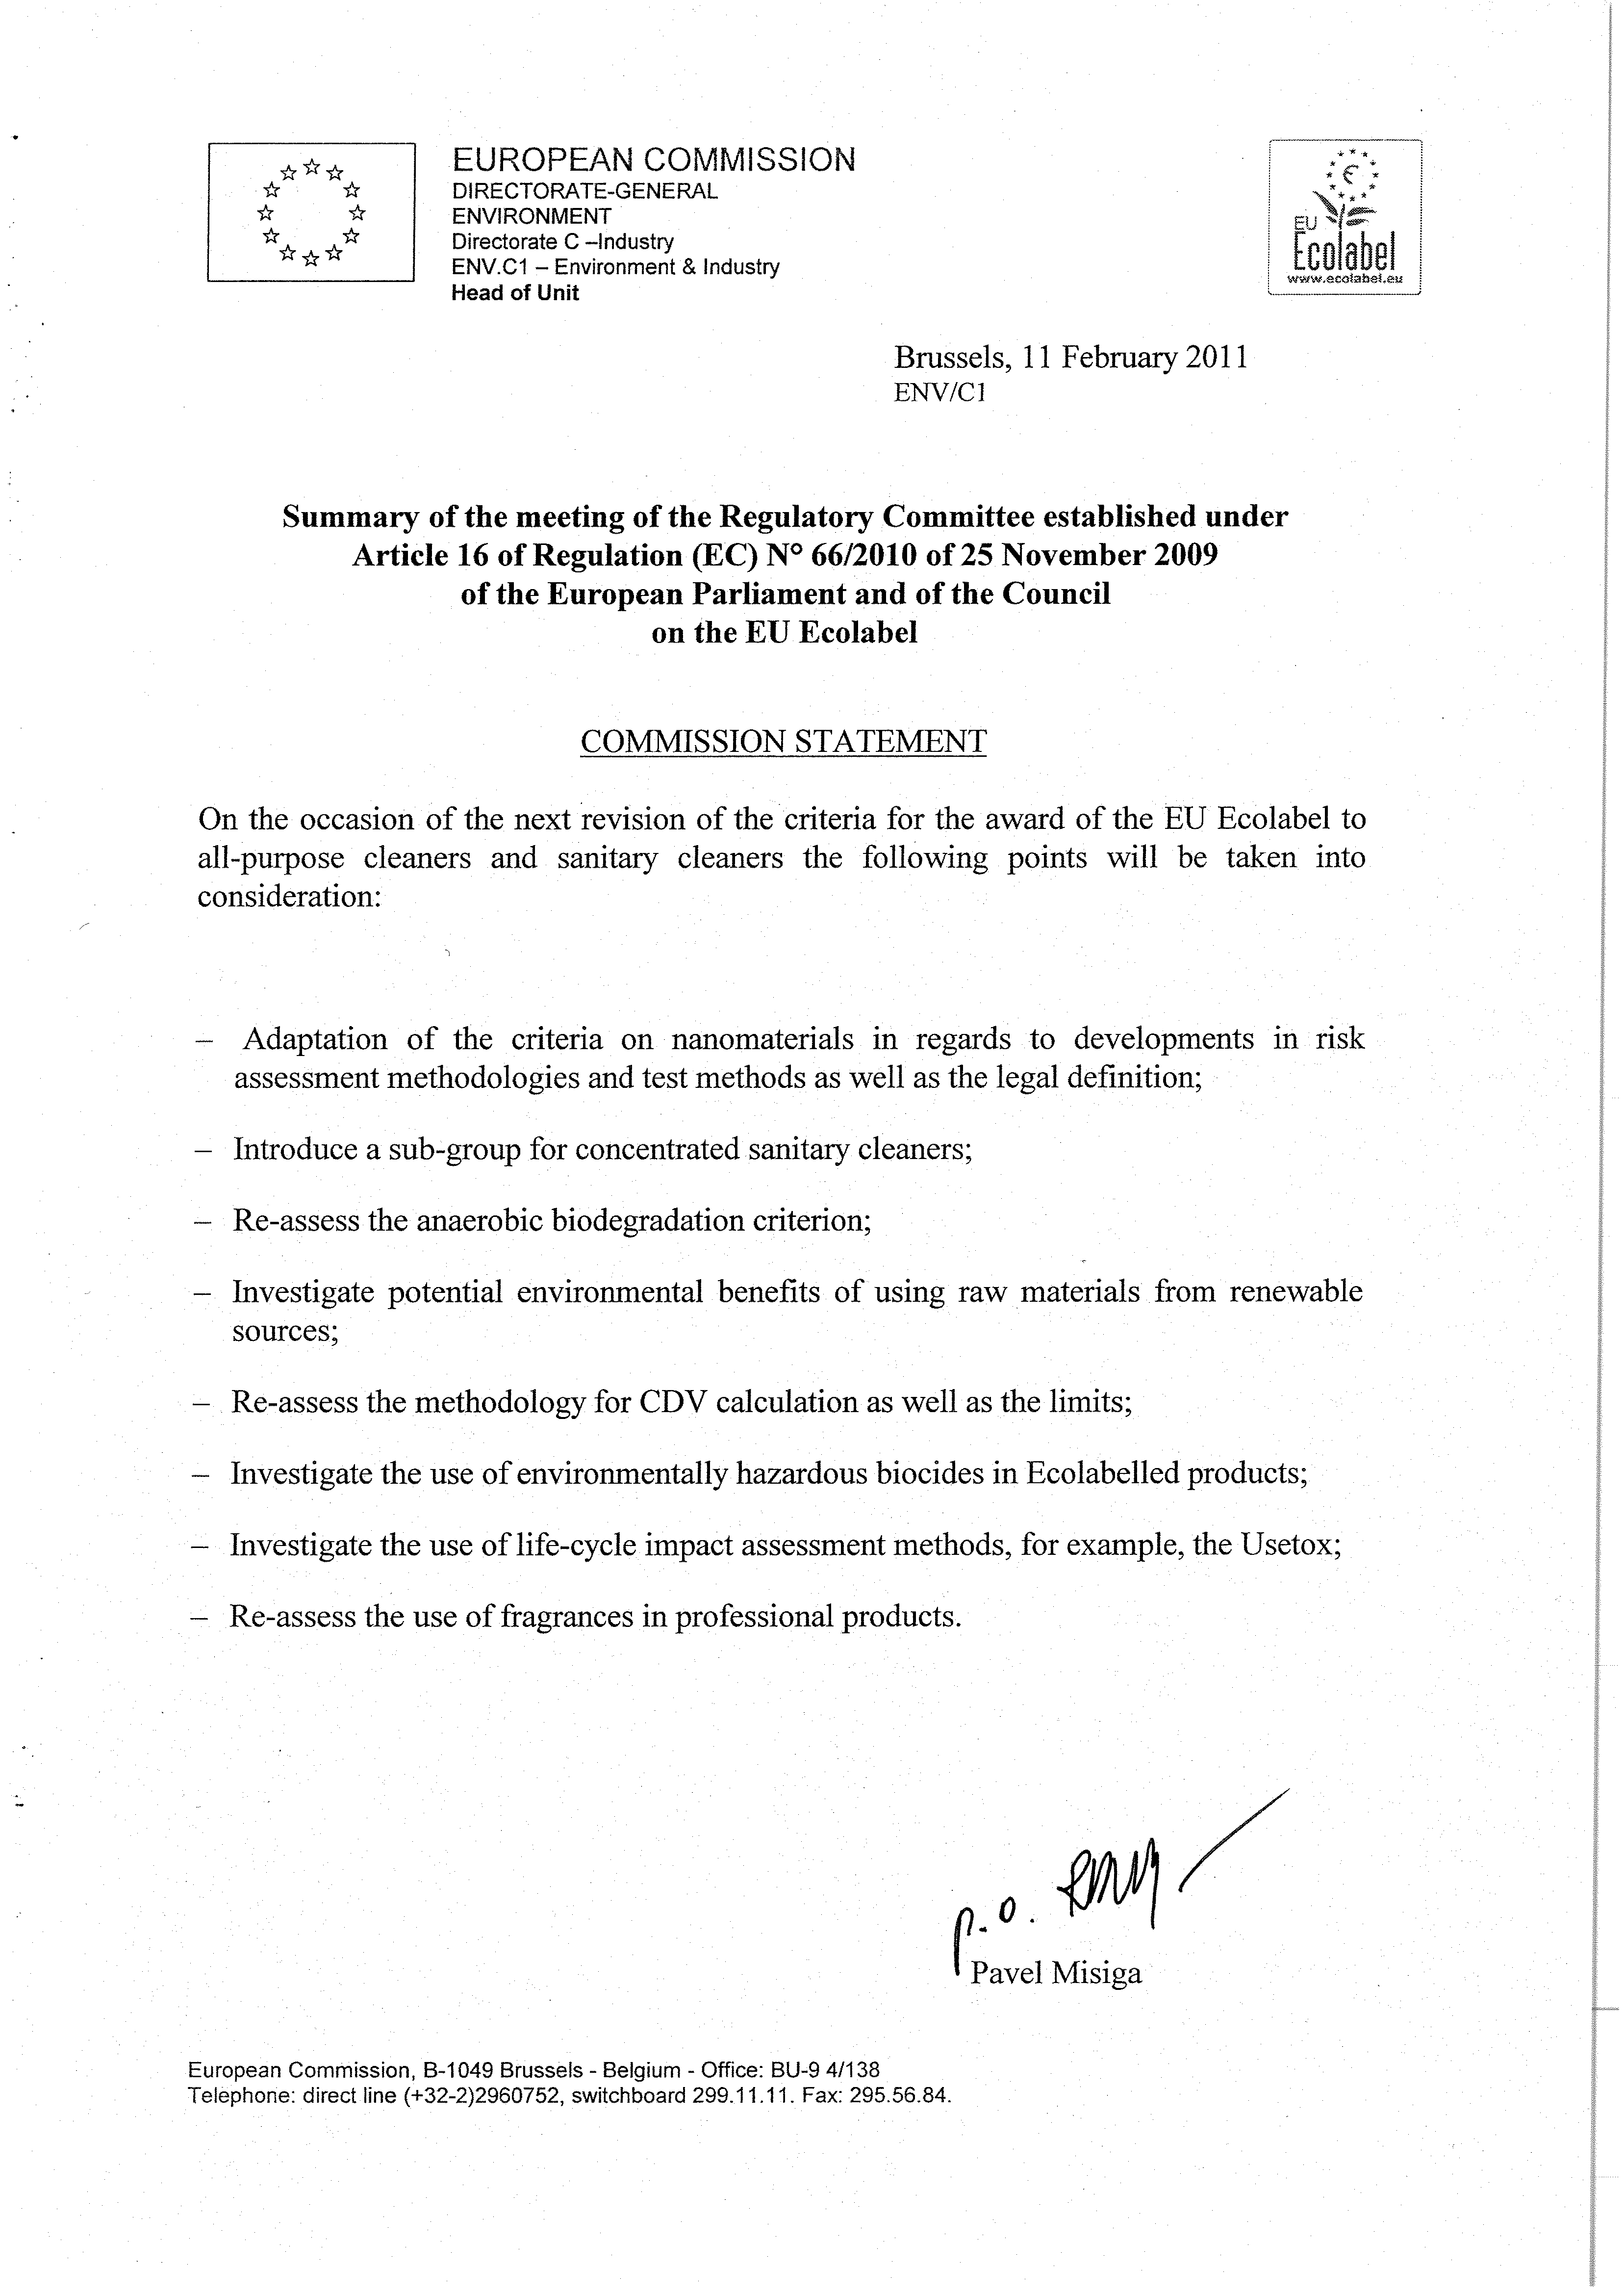 EUROPEAN COMMISSION
DIRECTORATE-GENERAL
ENVIRONMENT
Directorate C –Industry
ENV.C1 – Environment & Industry
Head of Unit
EU
Ecolabel
www.ecolabel.eu
Brussels, 11 February 2011
ENV/C1
Summary of the meeting of the Regulatory Committee established under
Article 16 of Regulation (EC) N° 66/2010 of 25 November 2009
of the European Parliament and of the Council
on the EU Ecolabel
COMMISSION STATEMENT
On the occasion of the next revision of the criteria for the award of the EU Ecolabel to
all-purpose cleaners and sanitary cleaners the following points will be taken into
consideration:
– Adaptation of the criteria on nanomaterials in regards to developments in risk
assessment methodologies and test methods as well as the legal definition;
– Introduce a sub-group for concentrated sanitary cleaners;
– Re-assess the anaerobic biodegradation criterion;
– Investigate potential environmental benefits of using raw materials from renewable
sources;
– Re-assess the methodology for CDV calculation as well as the limits;
– Investigate the use of environmentally hazardous biocides in Ecolabelled products;
– Investigate the use of life-cycle impact assessment methods, for example, the Usetox;
– Re-assess the use of fragrances in professional products.
p.o.
Pavel Misiga
European Commission, B-1049 Brussels - Belgium - Office: BU-9 4/138
Telephone: direct line (+32-2)2960752, switchboard 299.11.11. Fax: 295.56.84.